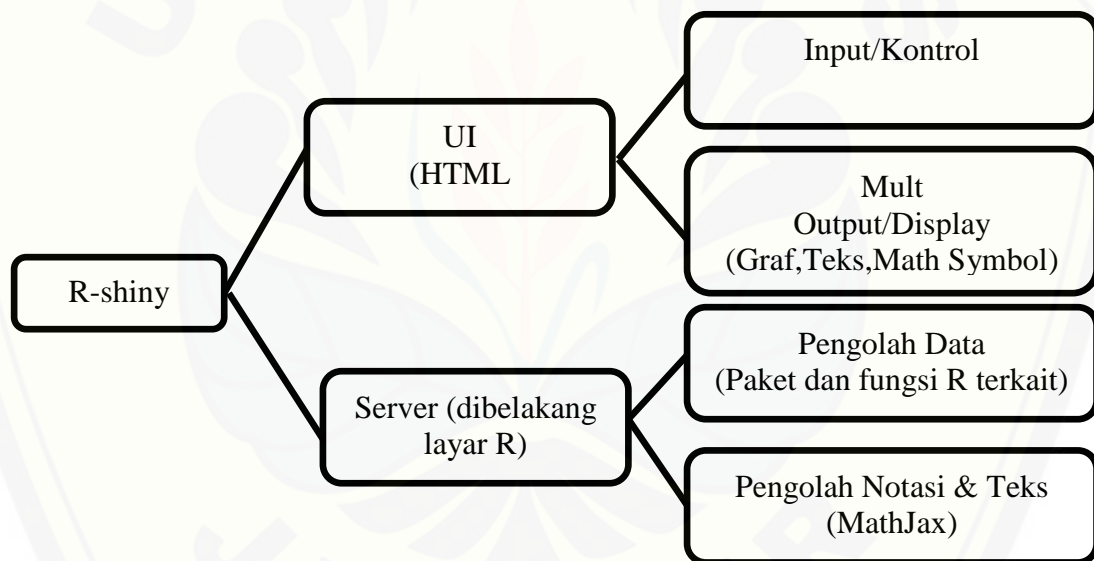 R-shiny
UI
(HTML
Input/Kontrol
Mult
Output/Display
(Graf,Teks,Math Symbol)
Server (dibelakang
layar R)
Pengolah Data
(Paket dan fungsi R terkait)
Pengolah Notasi & Teks
(MathJax)